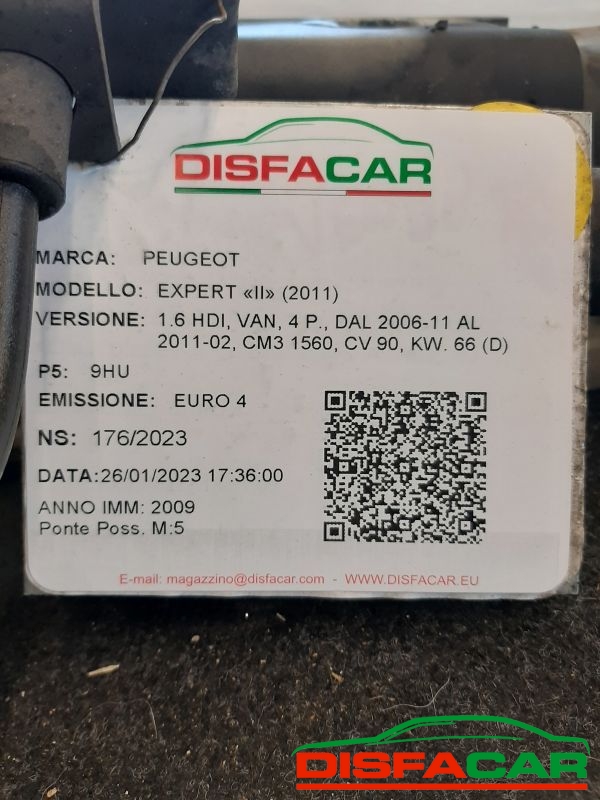 DISFACAR
MARCA: PEUGEOT
MODELLO: EXPERT «II» (2011)
VERSIONE: 1.6 HDI, VAN, 4 P., DAL 2006-11 AL
2011-02, CM3 1560, CV 90, KW. 66 (D)
P5: 9HU
EMISSIONE: EURO 4
NS: 176/2023
DATA:26/01/2023 17:36:00
ANNO IMM: 2009
Ponte Poss. M:5
E-mail: magazzino@disfacar.com - WWW.DISFACAR.EU
DISFACAR